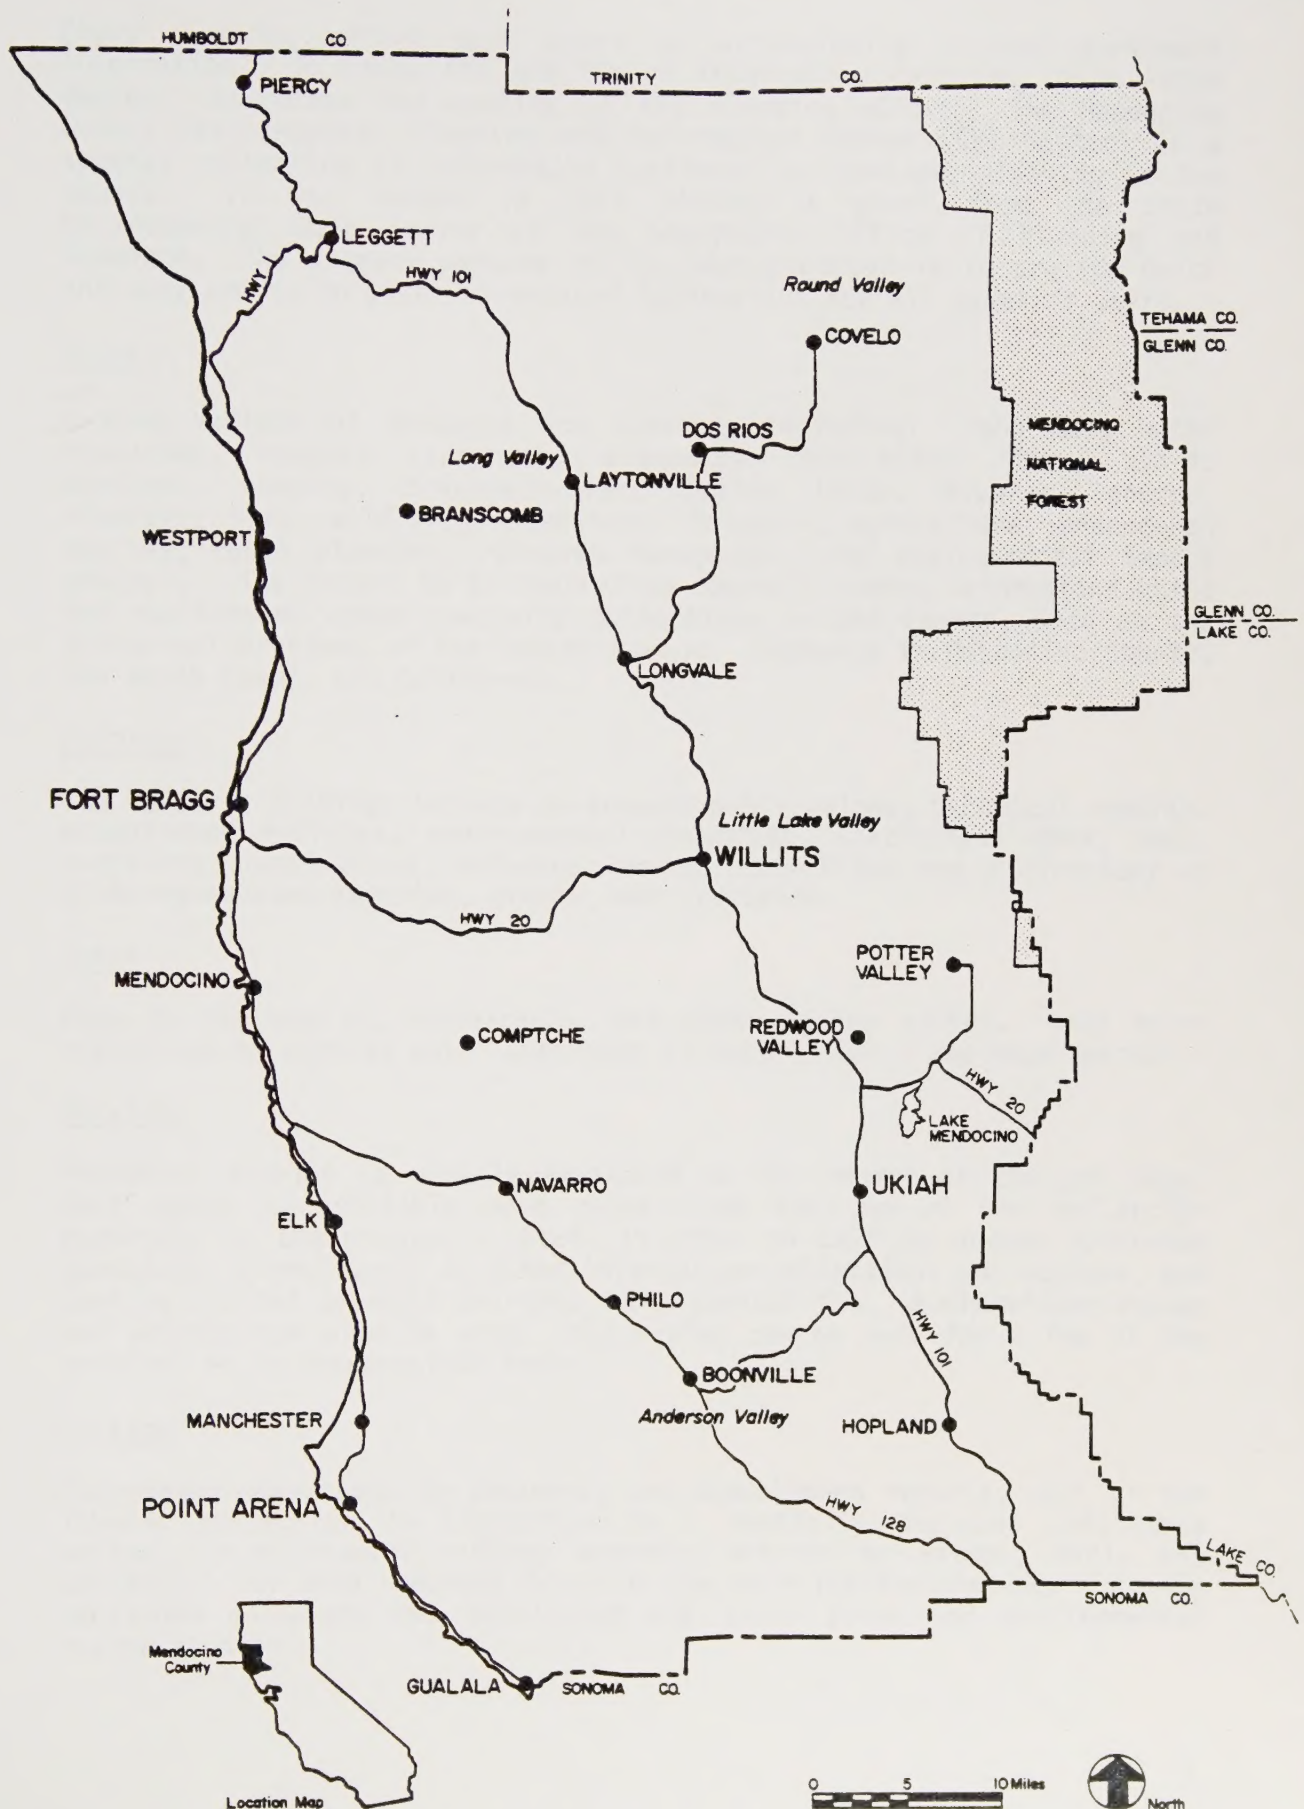 HUMBOLDT CO
PIERCY
TRINITY CO.
LEGGETT
HWY 1
HWY 101
Round Valley
COVELO
TEHAMA CO.
GLENN CO.
DOS RIOS
Long Valley
LAYTONVILLE
BRANSCOMB
MENDOCINO
NATIONAL
FOREST
WESTPORT
GLENN CO.
LAKE CO.
LONGVALE
FORT BRAGG
Little Lake Valley
WILLITS
HWY 20
POTTER
VALLEY
MENDOCINO
REDWOOD
VALLEY
COMPTCHE
HWY 20
LAKE
MENDOCINO
NAVARRO
UKIAH
ELK
PHILO
HWY 101
BOONVILLE
MANCHESTER
Anderson Valley
HOPLAND
POINT ARENA
HWY 128
LAKE CO.
SONOMA CO.
Mendocino
County
GUALALA
SONOMA CO.
0 5 10 Miles
North
Location Map